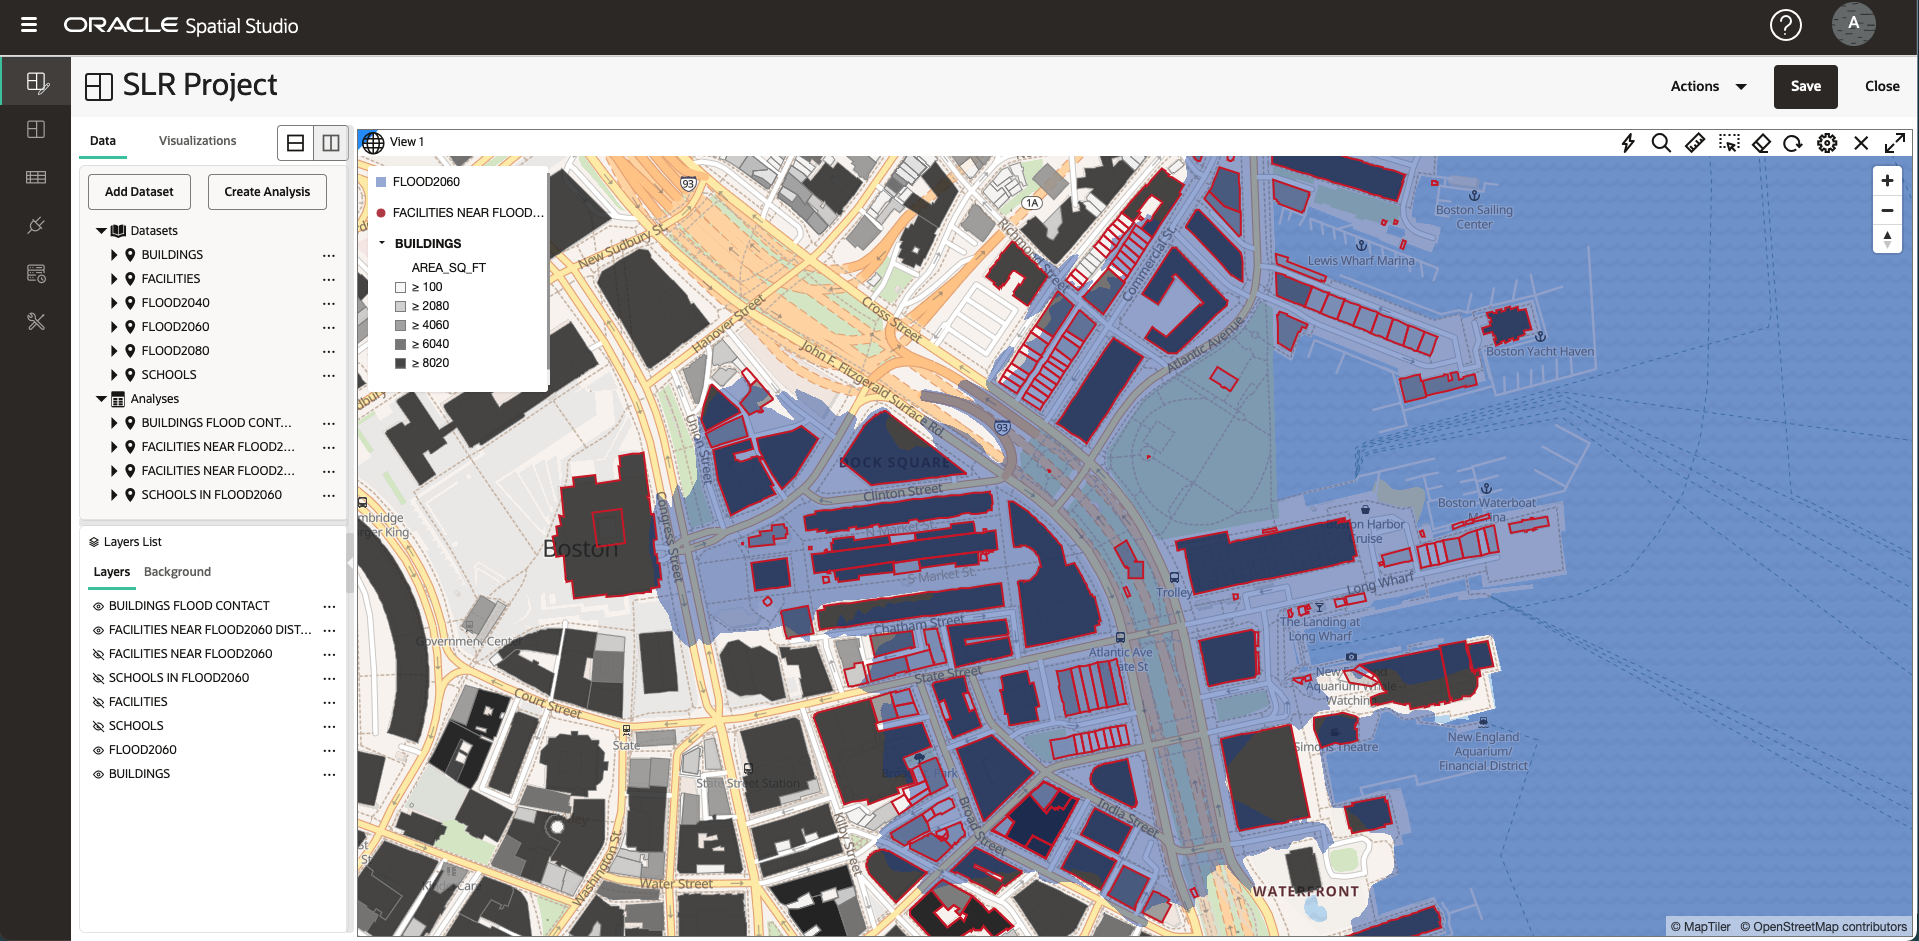 ORACLE Spatial Studio
?
A
SLR Project
Actions
Save
Close
Data
Visualizations
Add Dataset
Create Analysis
Datasets
BUILDINGS
FACILITIES
FLOOD2040
FLOOD2060
FLOOD2080
SCHOOLS
Analyses
BUILDINGS FLOOD CONT...
FACILITIES NEAR FLOOD2...
FACILITIES NEAR FLOOD2...
SCHOOLS IN FLOOD2060
Layers List
Layers
Background
BUILDINGS FLOOD CONTACT
FACILITIES NEAR FLOOD2060 DIST...
FACILITIES NEAR FLOOD2060
SCHOOLS IN FLOOD2060
FACILITIES
SCHOOLS
FLOOD2060
BUILDINGS
View 1
FLOOD2060
FACILITIES NEAR FLOOD...
BUILDINGS
AREA_SQ_FT
≥ 100
≥ 2080
≥ 4060
≥ 6040
≥ 8020
93
1A
New Sudbury St.
Hanover Street
Cross Street
John F. Fitzgerald Surface Rd
Richmond Street
Commercial St.
Atlantic Avenue
Boston Sailing
Center
Lewis Wharf Marina
Boston Yacht Haven
93
Union Street
Congress Street
DOCK SQUARE
Clinton Street
N Market St.
S Market St.
Chatham Street
State Street
Boston
Government Center
Court Street
State
State Street Station
Washington St
Water Street
Kilby Street
Broad Street
India Street
Atlantic Ave
Trolley
Long Wharf
Boston Harbor
Cruise
Boston Waterboat
Marina
The Landing at
Long Wharf
Aquarium Whale
Watching
Simons Theatre
New England
Aquarium/
Financial District
WATERFRONT
© MapTiler © OpenStreetMap contributors